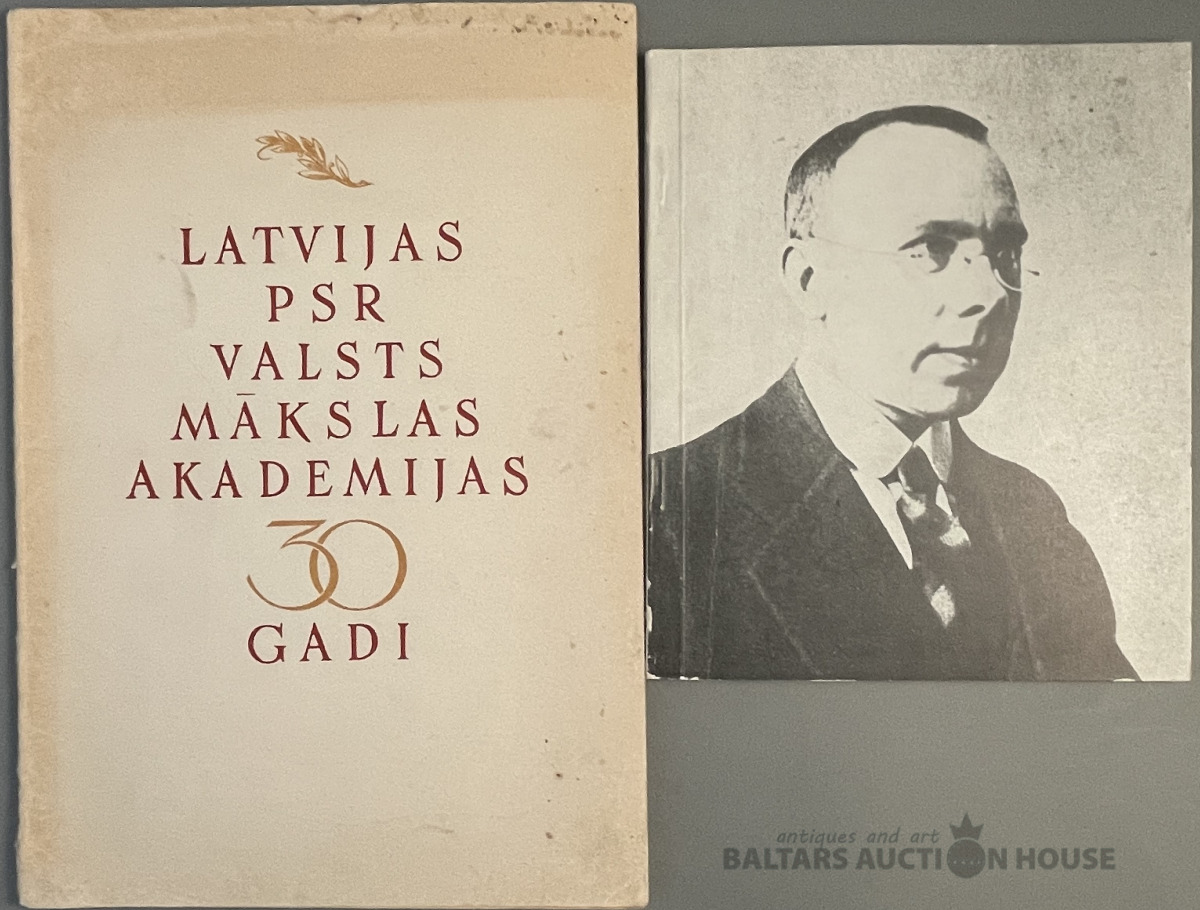 LATVIJAS
PSR
VALSTS
MĀKSLAS
AKADEMIJAS
30
GADI
antiques and art
BALTARS AUCTION HOUSE